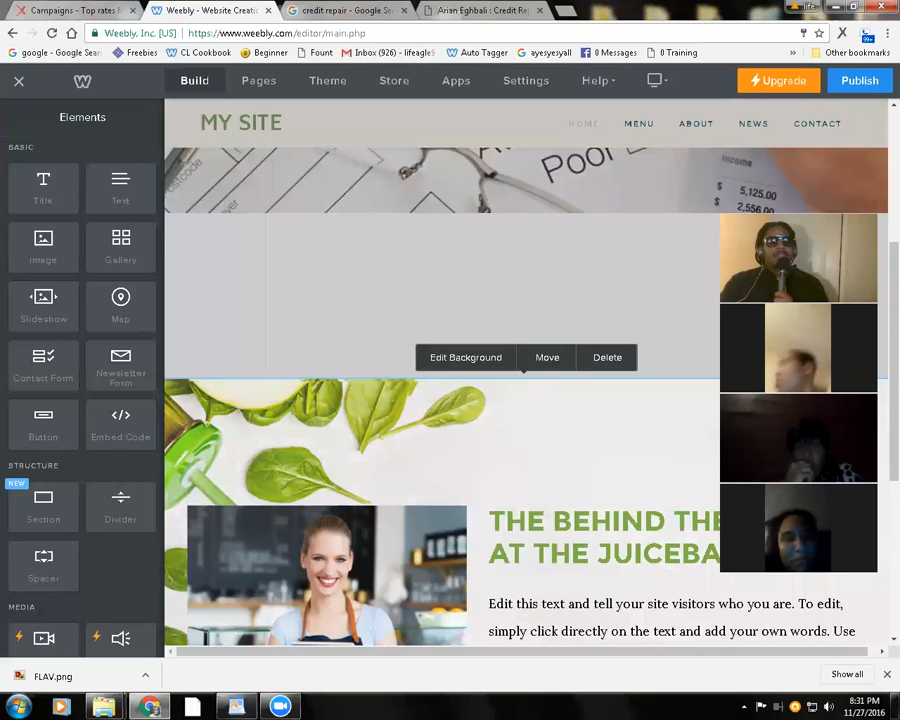 Campaigns - Top rates f
Weebly - Website Creati
credit repair - Google Se
Arian Eghbali : Credit Re
life
Weebly, Inc. [US]
https://www.weebly.com/editor/main.php
99+
google - Google Sear
Freebies
CL Cookbook
Beginner
Fount
Inbox (926) - lifeagle9
Auto Tagger
ayesyesyall
0 Messages
0 Training
»
Other bookmarks
Build
Pages
Theme
Store
Apps
Settings
Help
Upgrade
Publish
Elements
BASIC
Title
Text
Image
Gallery
Slideshow
Map
Contact Form
Newsletter
Form
Button
Embed Code
STRUCTURE
NEW
Section
Divider
Spacer
MEDIA
MY SITE
HOME
MENU
ABOUT
NEWS
CONTACT
Poor
Income
$ 5,125.00
$ 2,556.00
Edit Background
Move
Delete
THE BEHIND THE
AT THE JUICEBA
Edit this text and tell your site visitors who you are. To edit,
simply click directly on the text and add your own words. Use
FLAV.png
Show all
8:31 PM
11/27/2016